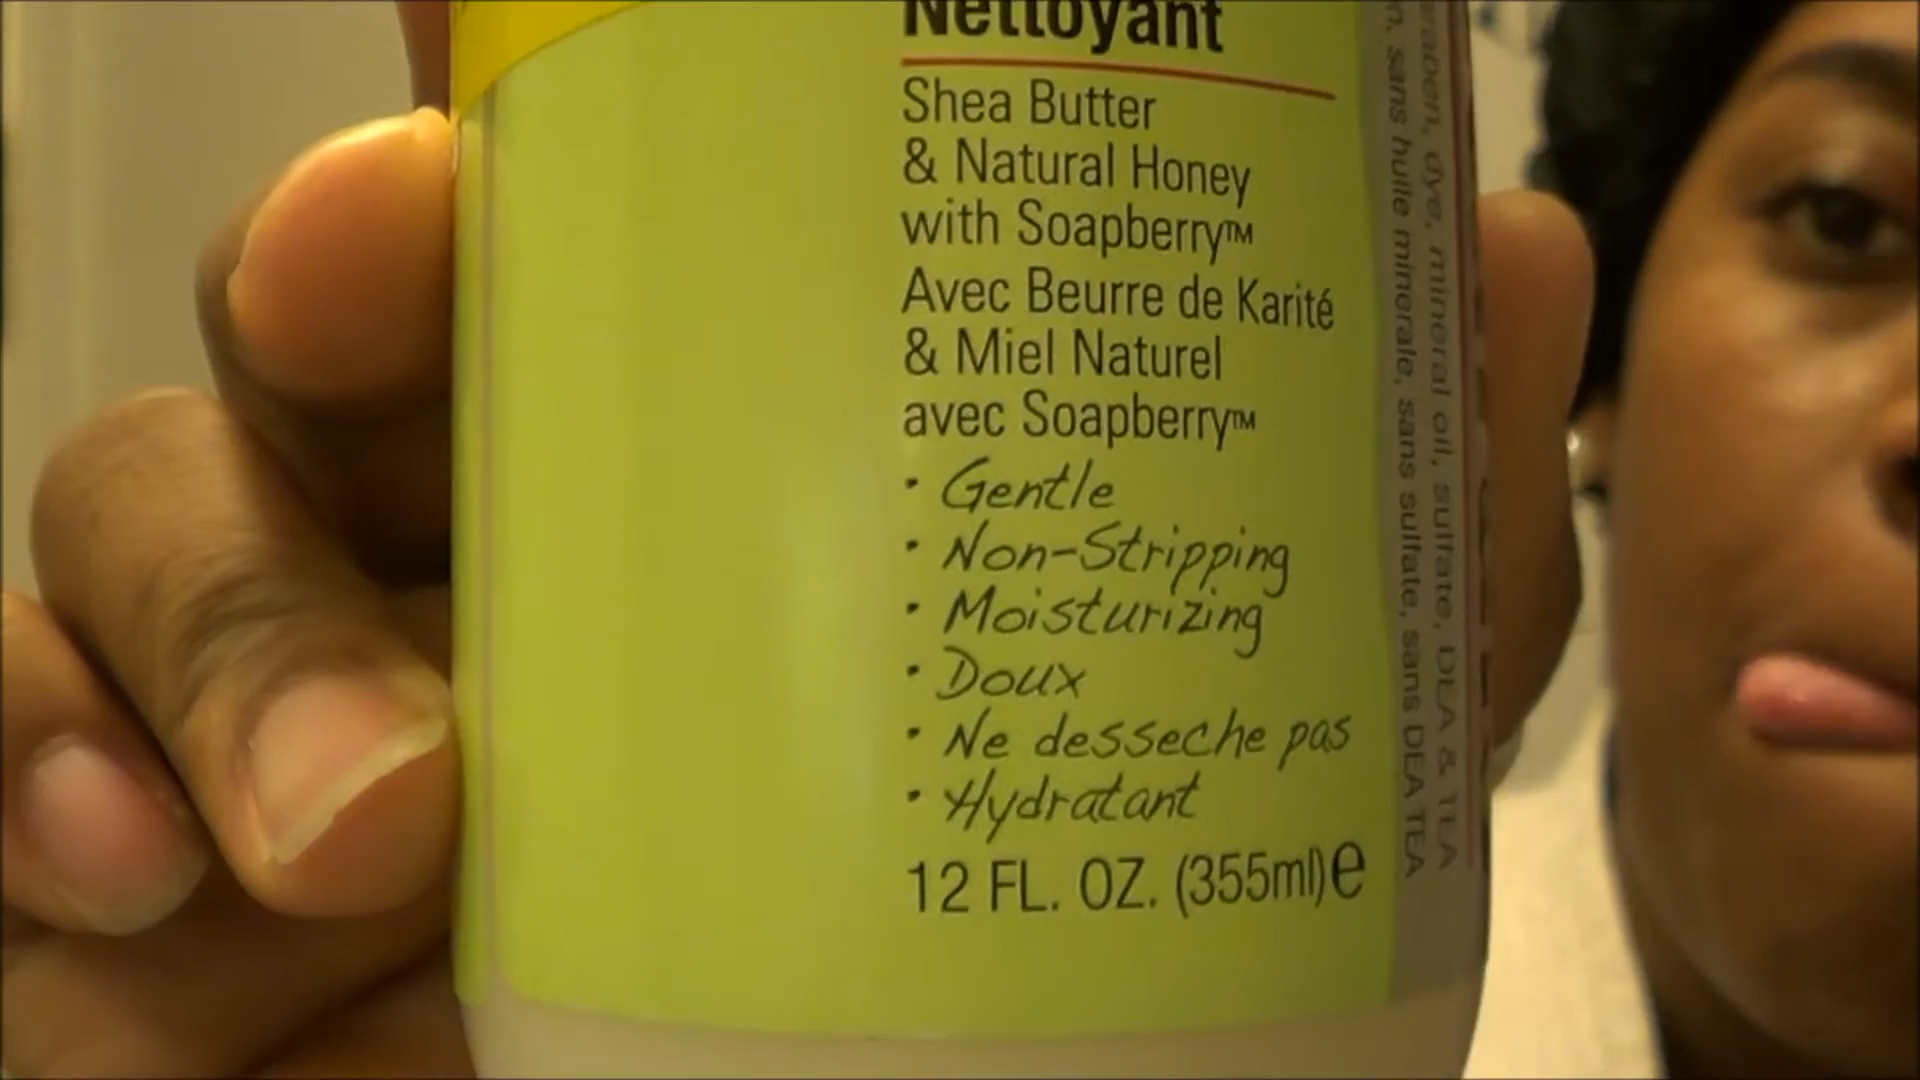 Nettoyant
Shea Butter
& Natural Honey
with Soapberry™
Avec Beurre de Karité
& Miel Naturel
avec Soapberry™
• Gentle
• Non-Stripping
• Moisturizing
• Doux
• Ne desseche pas
• Hydratant
12 FL. OZ. (355ml)e
dye, mineral oil, sulfate, DEA & TEA
sans huile minerale, sans sulfate, sans DEA TEA